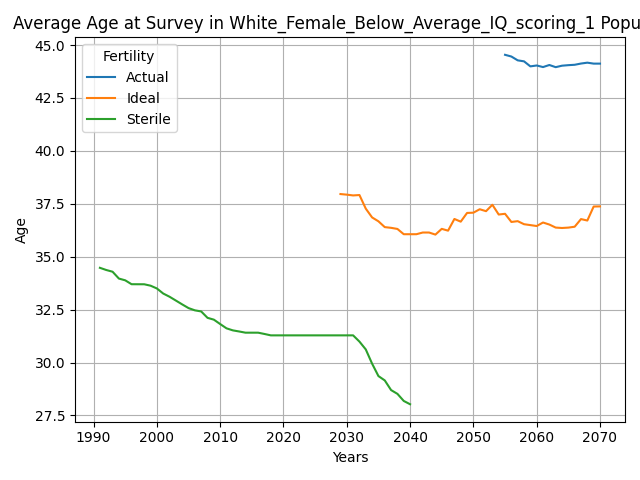 Average Age at Survey in White_Female_Below_Average_IQ_scoring_1 Popu
45.0
42.5
40.0
37.5
35.0
32.5
30.0
27.5
Age
Fertility
Actual
Ideal
Sterile
1990 2000 2010 2020 2030 2040 2050 2060 2070
Years